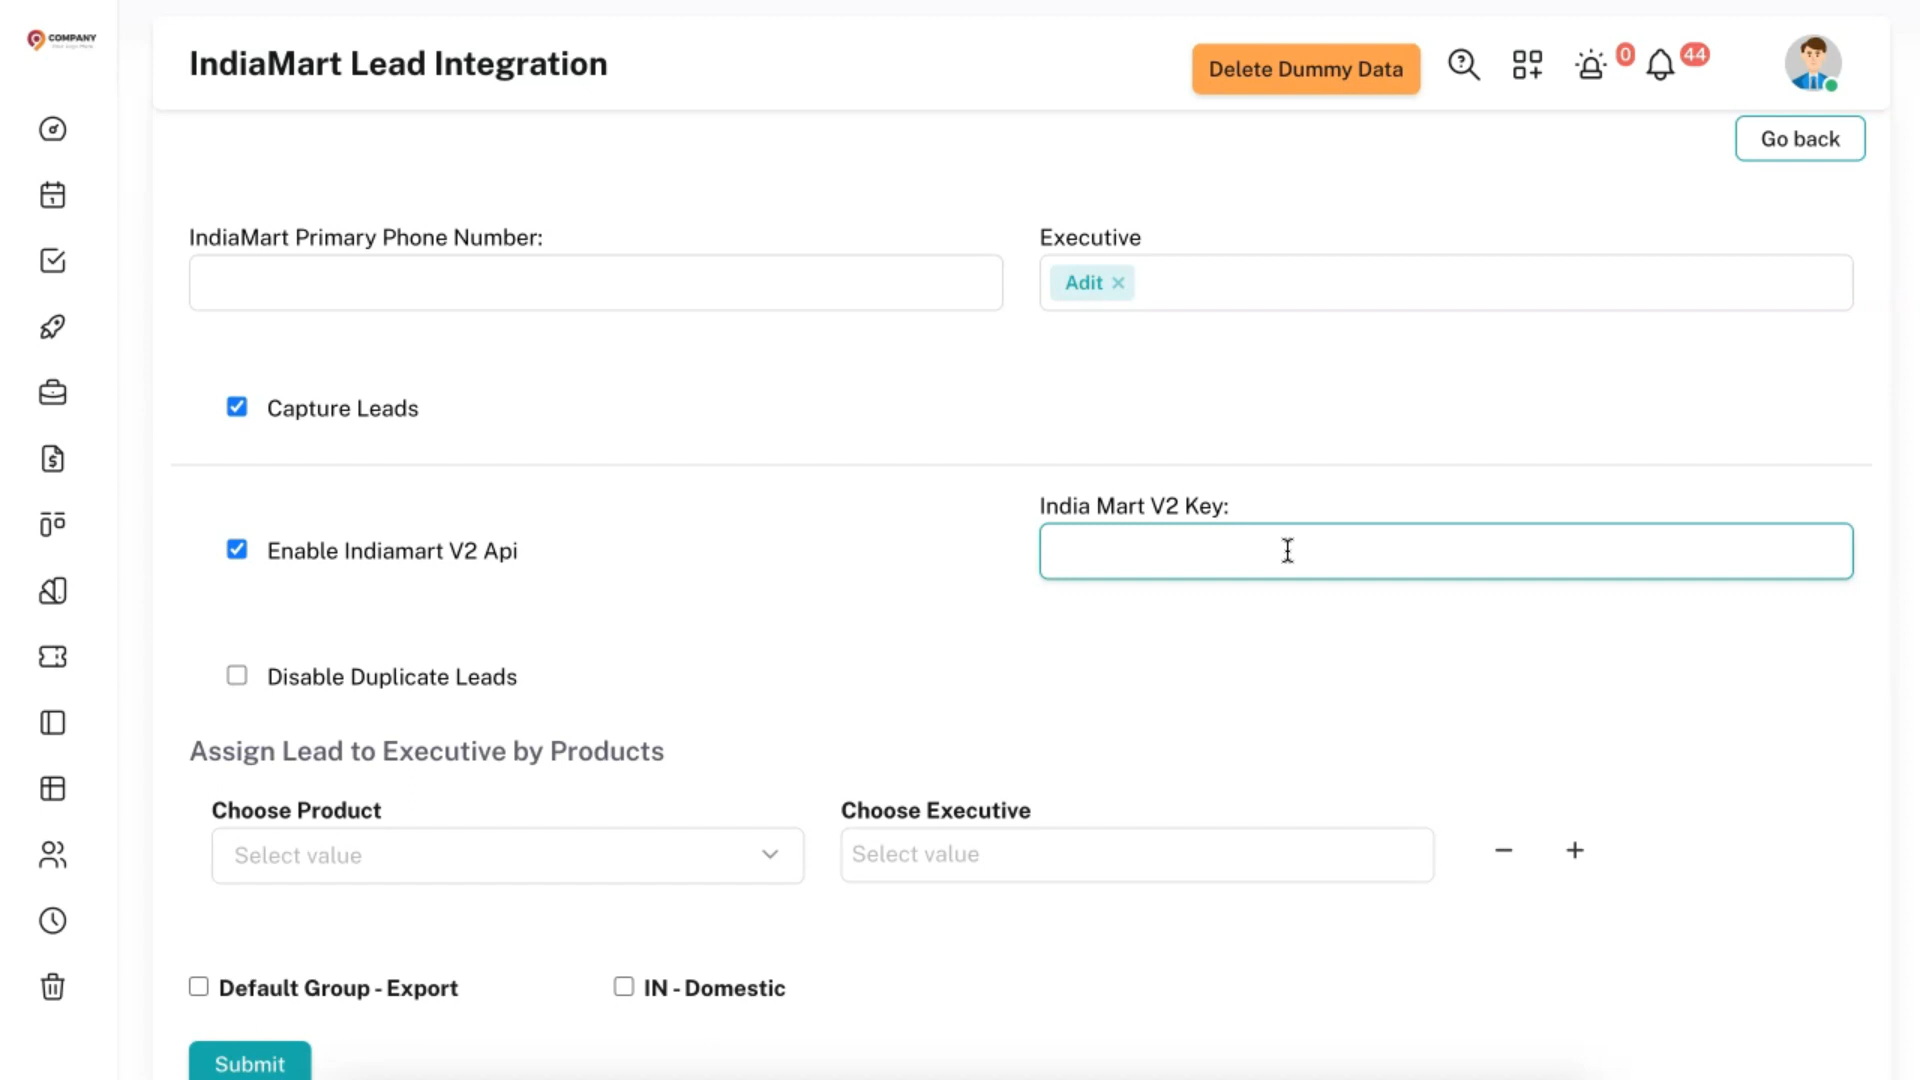 COMPANY
IndiaMart Lead Integration
Delete Dummy Data
0
44
Go back
IndiaMart Primary Phone Number:
Executive
Adit ×
Capture Leads
India Mart V2 Key:
Enable Indiamart V2 Api
Disable Duplicate Leads
Assign Lead to Executive by Products
Choose Product
Choose Executive
Select value
Select value
Default Group - Export
IN - Domestic
Submit